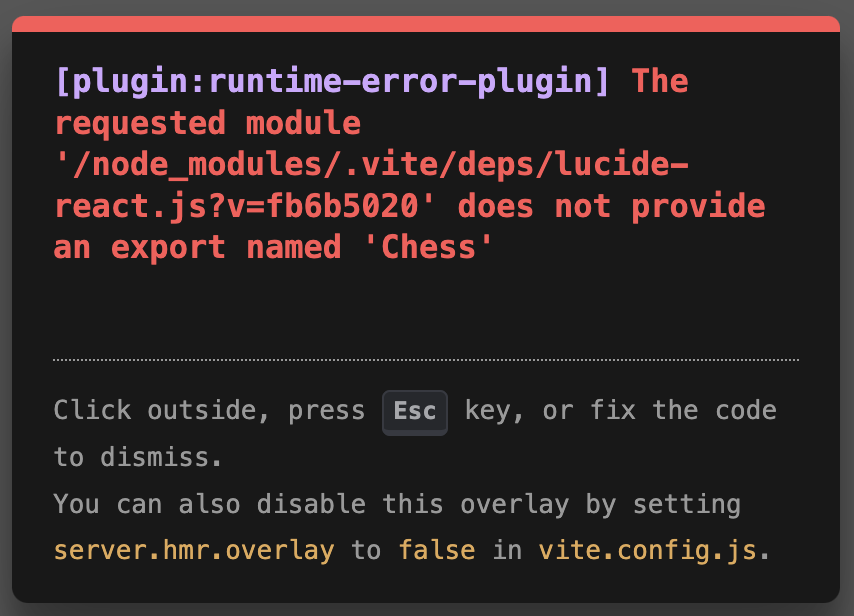 [plugin:runtime-error-plugin] The
requested module
'/node_modules/.vite/deps/lucide-
react.js?v=fb6b5020' does not provide
an export named 'Chess'
Click outside, press Esc key, or fix the code
to dismiss.
You can also disable this overlay by setting
server.hmr.overlay to false in vite.config.js.